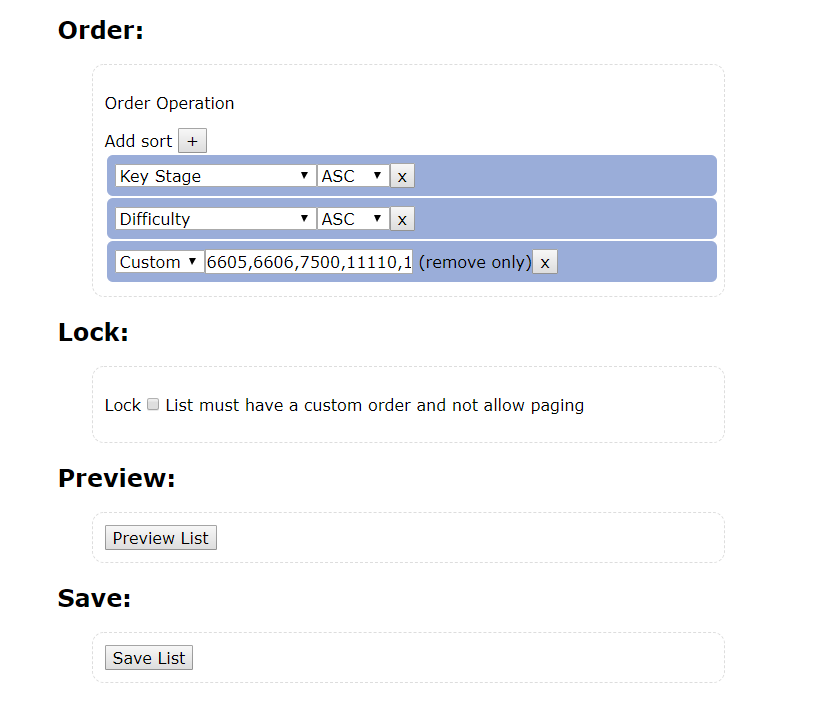 Order:
Order Operation
Add sort +
Key Stage ASC x
Difficulty ASC x
Custom 6605,6606,7500,11110,1 (remove only) x
Lock:
Lock List must have a custom order and not allow paging
Preview:
Preview List
Save:
Save List